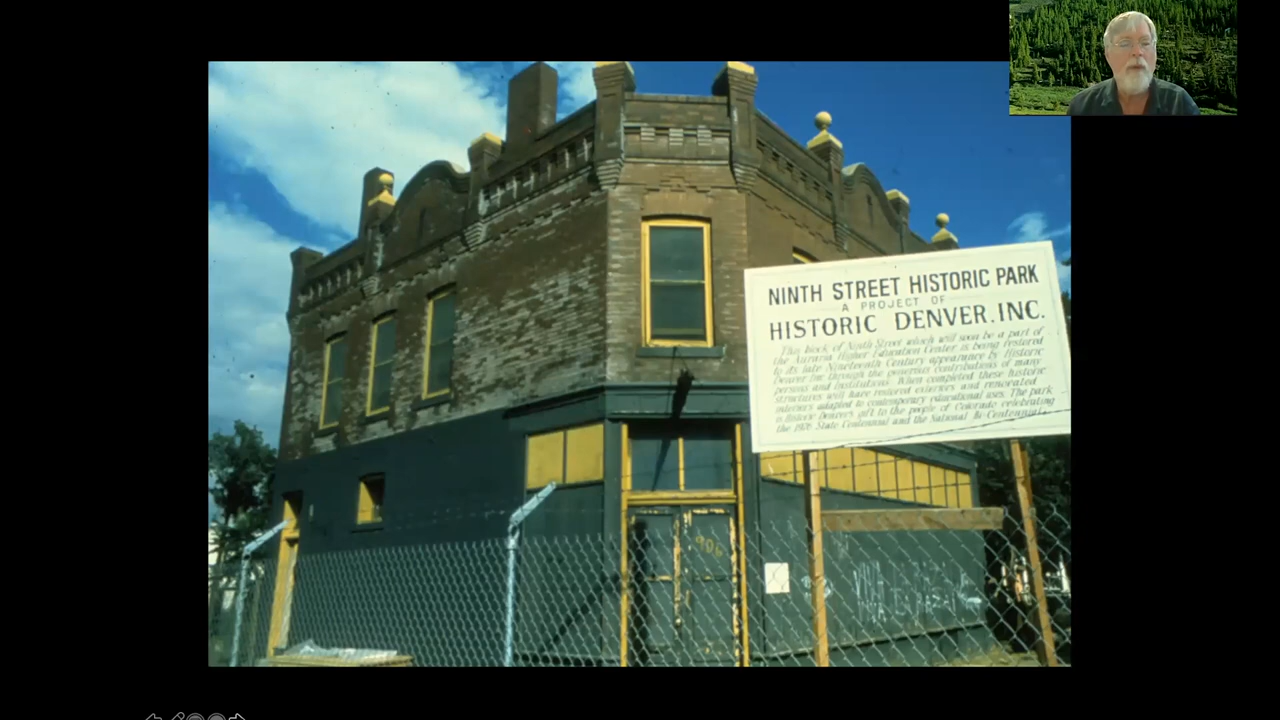 NINTH STREET HISTORIC PARK
A PROJECT OF
HISTORIC DENVER, INC.
This block of Ninth Street which will soon be a part of
the Auraria Higher Education Center, is being restored
to its late Nineteenth Century appearance by Historic
Denver Inc. through the generous contributions of many
persons and institutions. When completed these historic
structures will have restored exteriors and renovated
interiors adapted to contemporary educational uses. The park
is Historic Denver's gift to the people of Colorado celebrating
the 1976 State Centennial and the National Bi-Centennial.
906